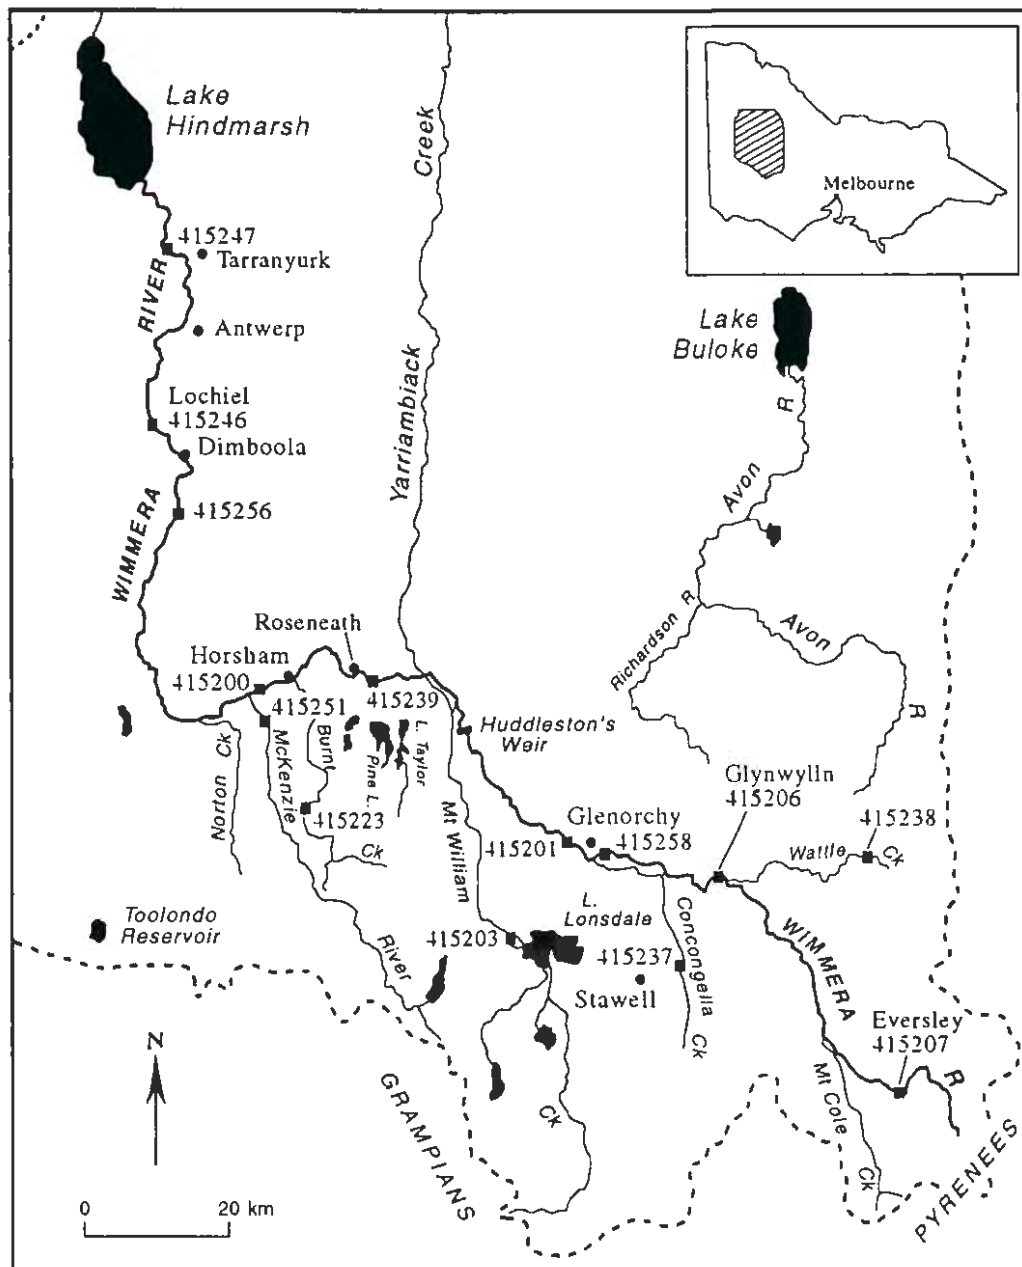 Lake
Hindmarsh
Creek
Melbourne
415247
Tarranyurk
RIVER
Antwerp
Lake
Buloke
Yarriambiack
R
Lochiel
415246
Dimboola
Avon
415256
WIMMERA
Roseneath
Richardson R
Avon
Horsham
415200
415251
415239
R
Huddleston's
Weir
Norton Ck
McKenzie
Burnt
Pine L.
L. Taylor
Glynwylln
415206
415223
Mt William
Glenorchy
415201
415258
415238
Ck
Wattle
Ck
Toolondo
Reservoir
L.
Lonsdale
415203
415237
Stawell
Concongella
Ck
WIMMERA
River
Eversley
415207
R
N
GRAMPIANS
Ck
Mt Cole
Ck
PYRENEES
0
20 km